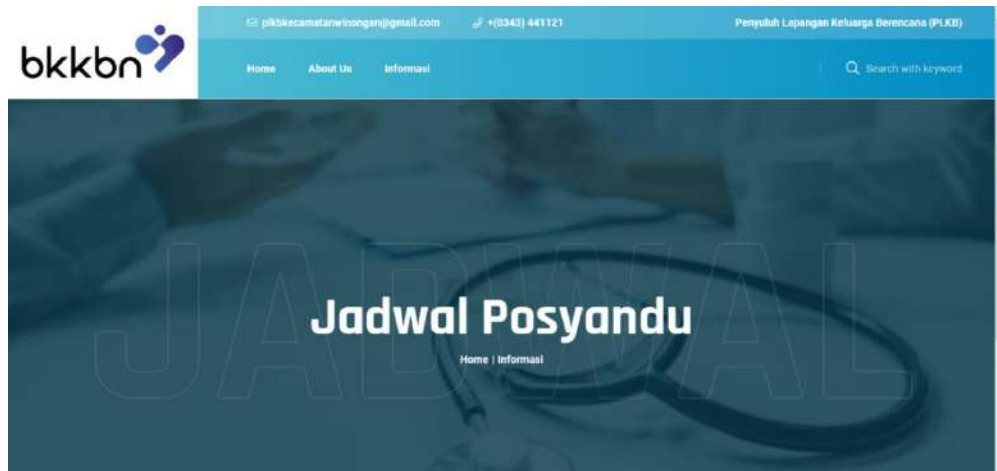 plkbkecamatanwinongan@gmail.com +(0343) 441121 Penyuluh Lapangan Keluarga Berencana (PLKB)
bkkbn
Home About Us Informasi Search with keyword
JADWAL
Jadwal Posyandu
Home | Informasi